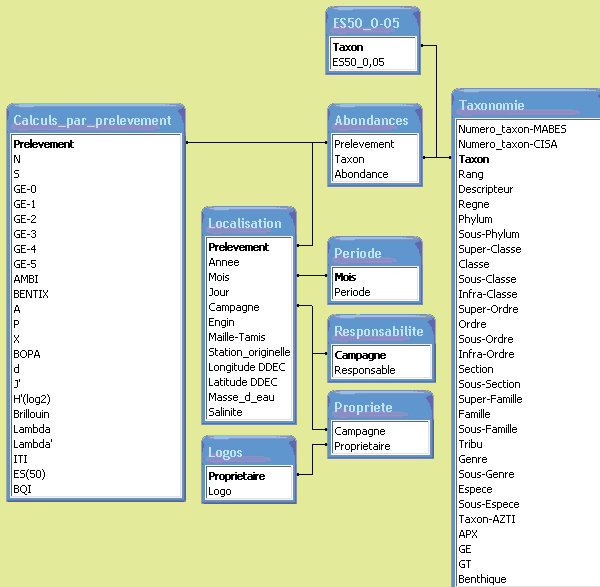 ES50_0-05
Taxon
ES50_0,05
Calculs_par_prelevement
Prelevement
N
S
GE-0
GE-1
GE-2
GE-3
GE-4
GE-5
AMBI
BENTIX
A
P
X
BOPA
d
J'
H'(log2)
Brillouin
Lambda
Lambda'
ITI
ES(50)
BQI
Abondances
Prelevement
Taxon
Abondance
Localisation
Prelevement
Annee
Mois
Jour
Campagne
Engin
Maille-Tamis
Station_originelle
Longitude DDEC
Latitude DDEC
Masse_d_eau
Salinite
Periode
Mois
Periode
Responsabilite
Campagne
Responsable
Propriete
Campagne
Proprietaire
Logos
Proprietaire
Logo
Taxonomie
Numero_taxon-MABES
Numero_taxon-CISA
Taxon
Rang
Descripteur
Regne
Phylum
Sous-Phylum
Super-Classe
Classe
Sous-Classe
Infra-Classe
Super-Ordre
Ordre
Sous-Ordre
Infra-Ordre
Section
Sous-Section
Super-Famille
Famille
Sous-Famille
Tribu
Genre
Sous-Genre
Espece
Sous-Espece
Taxon-AZTI
APX
GE
GT
Benthique